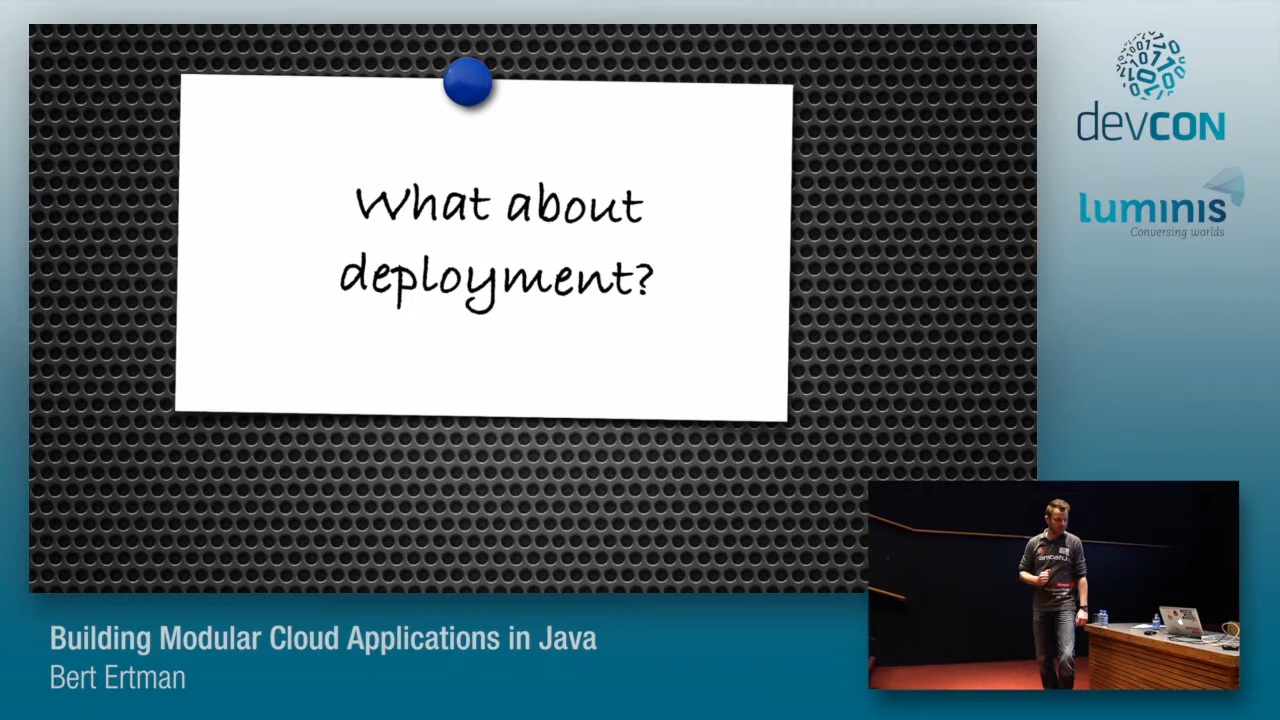 What about
deployment?
devcon
luminis
Conversing worlds
Building Modular Cloud Applications in Java
Bert Ertman